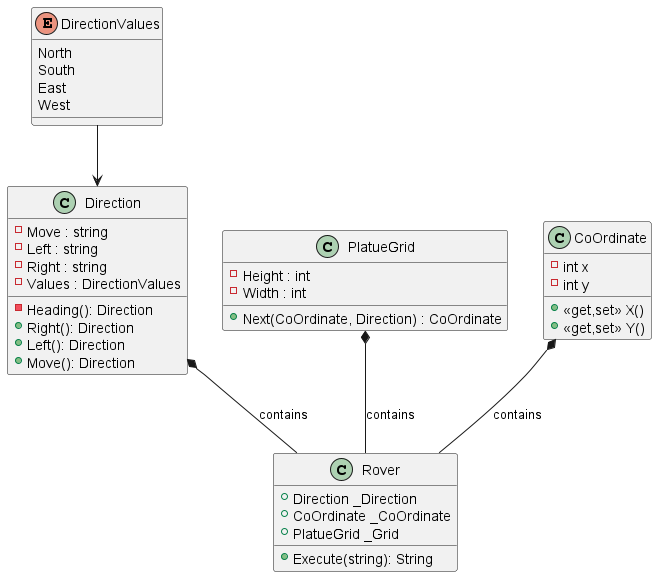 E DirectionValues
North
South
East
West
C Direction
Move : string
Left : string
Right : string
Values : DirectionValues
Heading(): Direction
Right(): Direction
Left(): Direction
Move(): Direction
C PlatueGrid
Height : int
Width : int
Next(CoOrdinate, Direction) : CoOrdinate
C CoOrdinate
int x
int y
«get,set» X()
«get,set» Y()
contains
contains
contains
C Rover
Direction _Direction
CoOrdinate _CoOrdinate
PlatueGrid _Grid
Execute(string): String